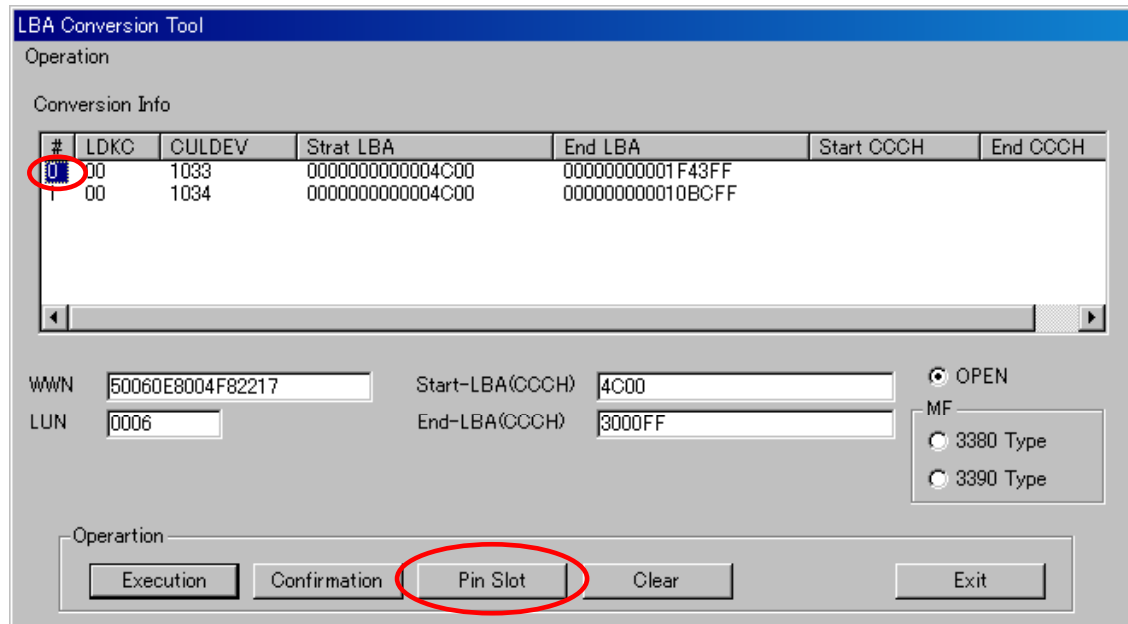 LBA Conversion Tool
Operation
Conversion Info
# LDKC CULDEV Strat LBA End LBA Start CCCH End CCCH
0 00 1033 0000000000004C00 00000000001F43FF
1 00 1034 0000000000004C00 000000000010BCFF
WWN 50060E8004F82217 Start-LBA(CCCH) 4C00 OPEN
LUN 0006 End-LBA(CCCH) 3000FF MF
3380 Type
3390 Type
Operartion
Execution Confirmation Pin Slot Clear Exit